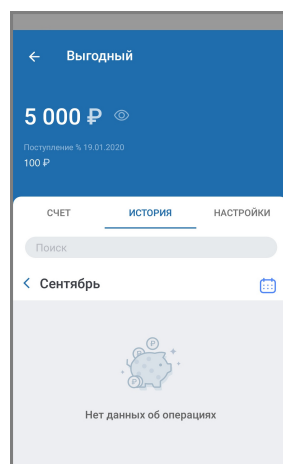 Выгодный
5 000 ₽
Поступление % 19.01.2020
100 ₽
СЧЕТ ИСТОРИЯ НАСТРОЙКИ
Поиск
Сентябрь
Нет данных об операциях